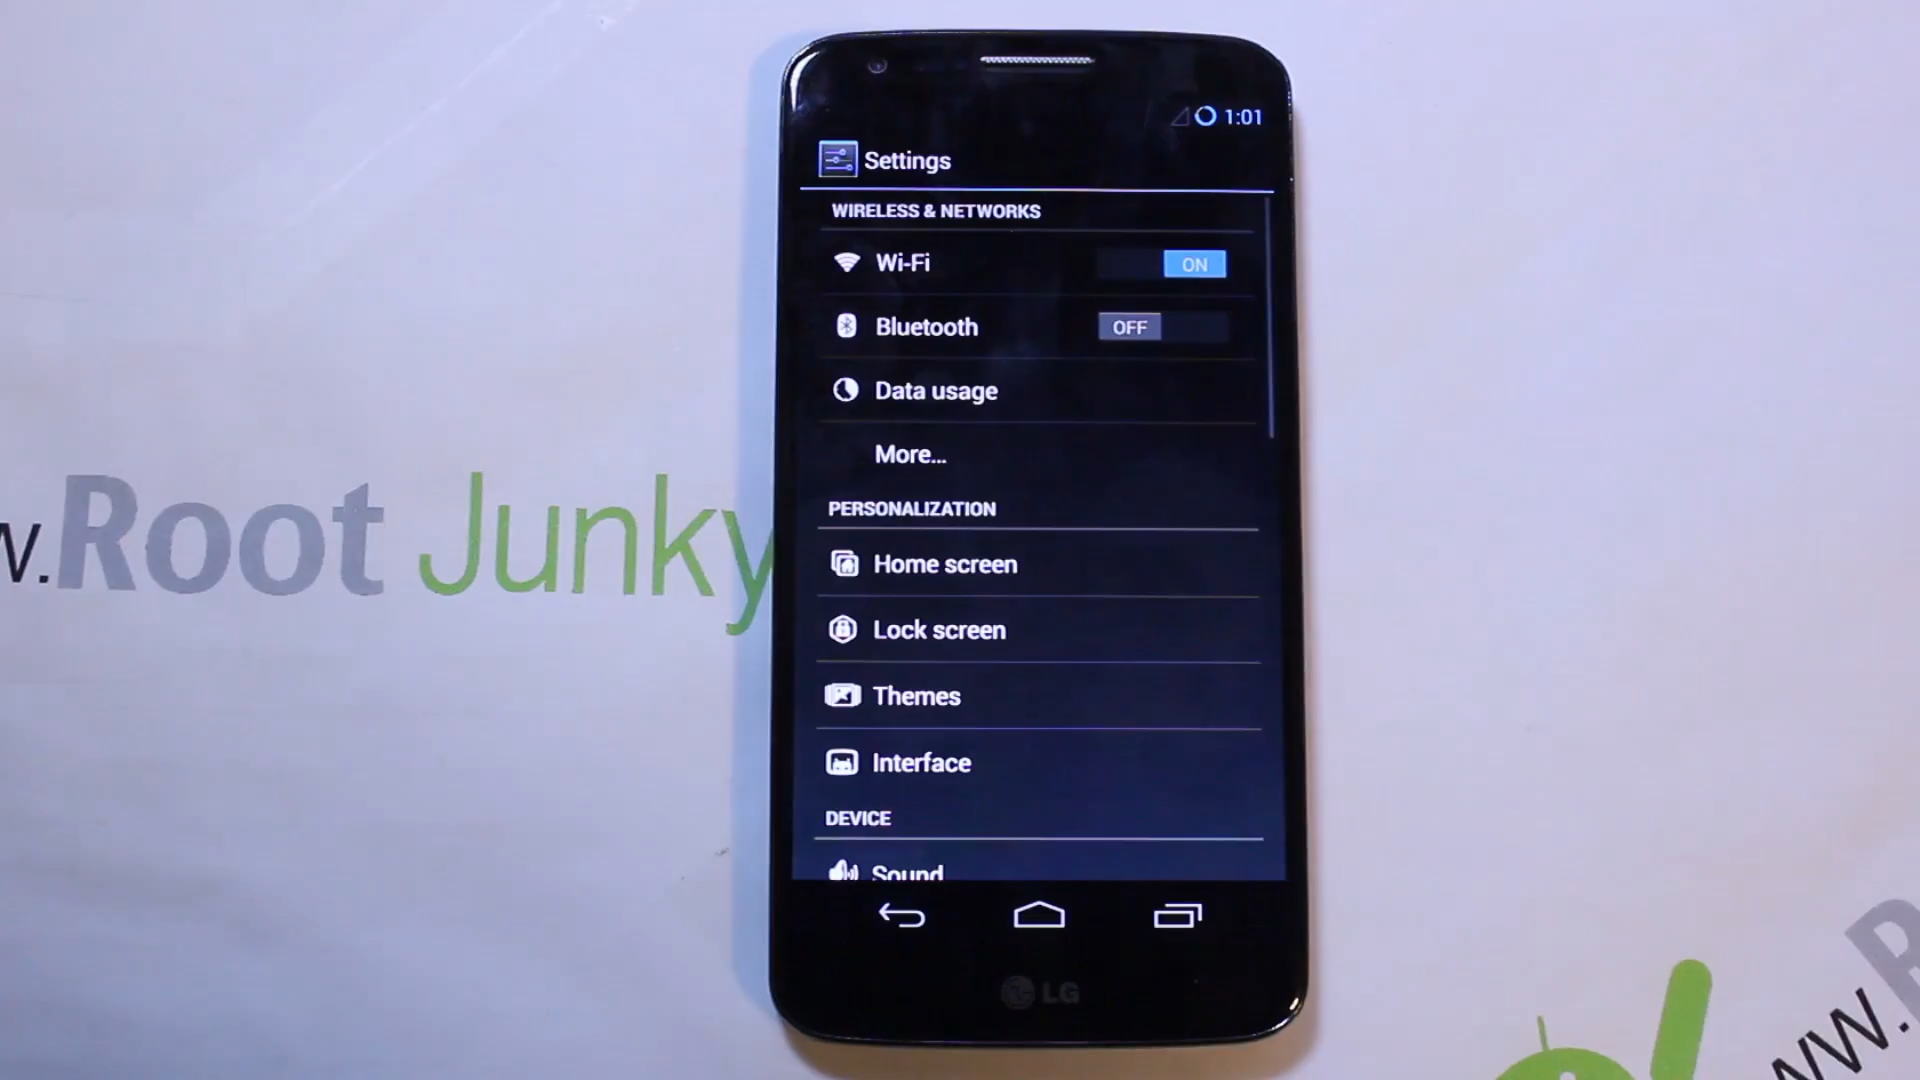 1:01
Settings
WIRELESS & NETWORKS
Wi-Fi ON
Bluetooth OFF
Data usage
More...
PERSONALIZATION
Home screen
Lock screen
Themes
Interface
DEVICE
Sound
LG
w.Root Junky
ww.R